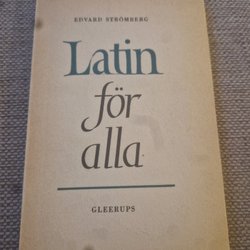 EDVARD STRÖMBERG
Latin
för
alla
GLEERUPS